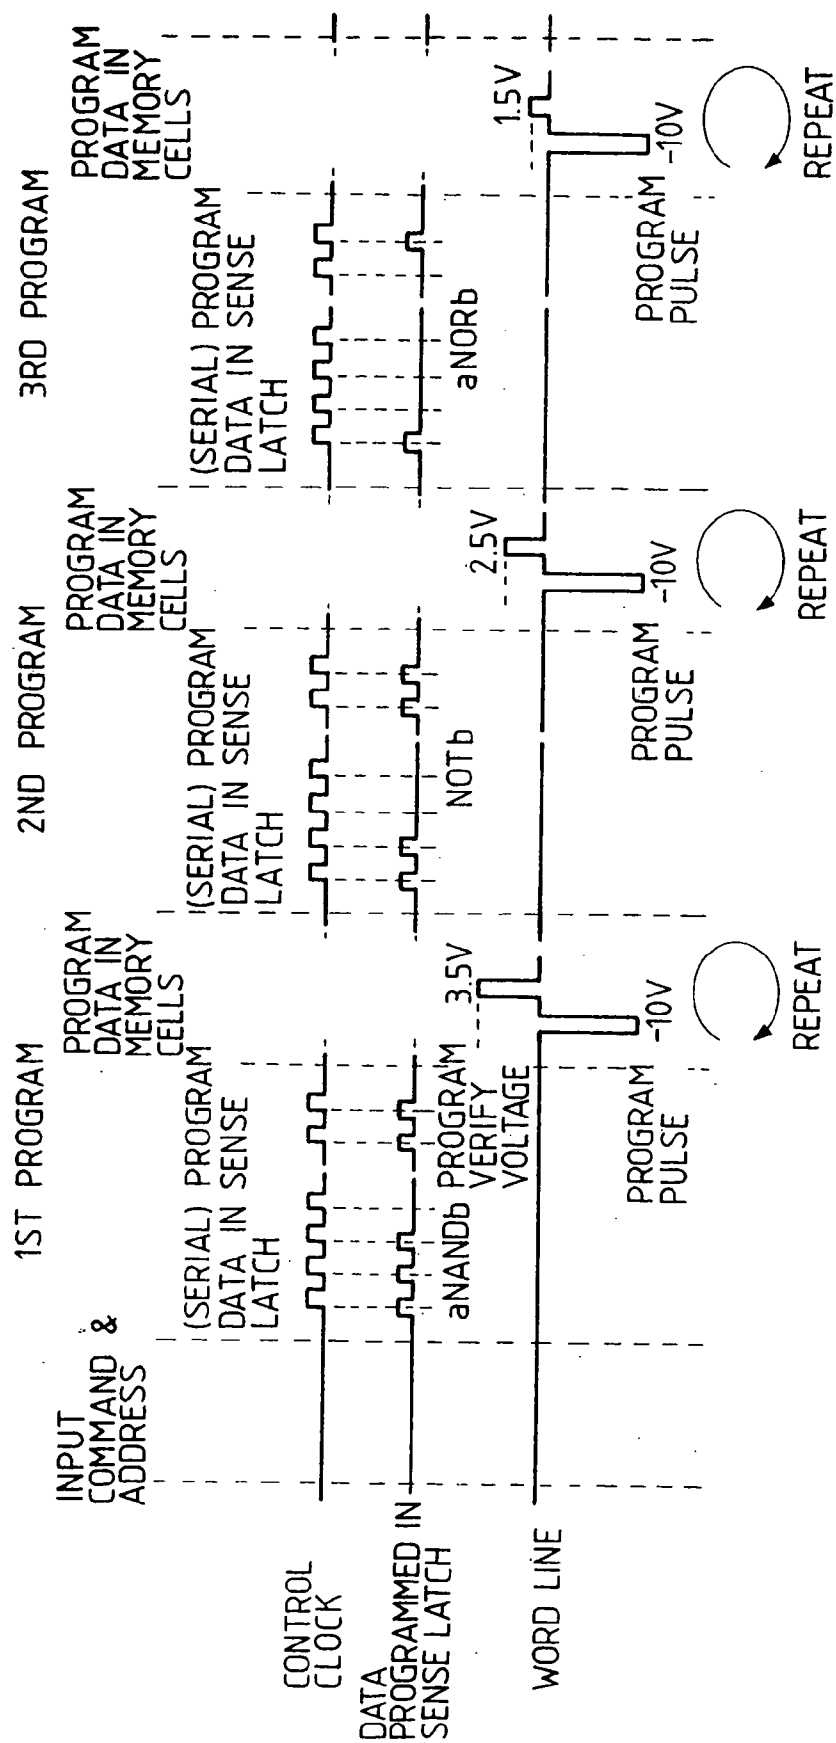 INPUT
COMMAND &
ADDRESS
1ST PROGRAM
(SERIAL) PROGRAM
DATA IN SENSE
LATCH
PROGRAM
DATA IN
MEMORY
CELLS
2ND PROGRAM
(SERIAL) PROGRAM
DATA IN SENSE
LATCH
PROGRAM
DATA IN
MEMORY
CELLS
3RD PROGRAM
(SERIAL) PROGRAM
DATA IN SENSE
LATCH
PROGRAM
DATA IN
MEMORY
CELLS
CONTROL
CLOCK
DATA
PROGRAMMED IN
SENSE LATCH
aNANDb
NOTb
aNORb
PROGRAM
VERIFY
VOLTAGE
3.5V
2.5V
1.5V
WORD LINE
PROGRAM
PULSE
-10V
PROGRAM
PULSE
-10V
PROGRAM
PULSE
-10V
REPEAT
REPEAT
REPEAT